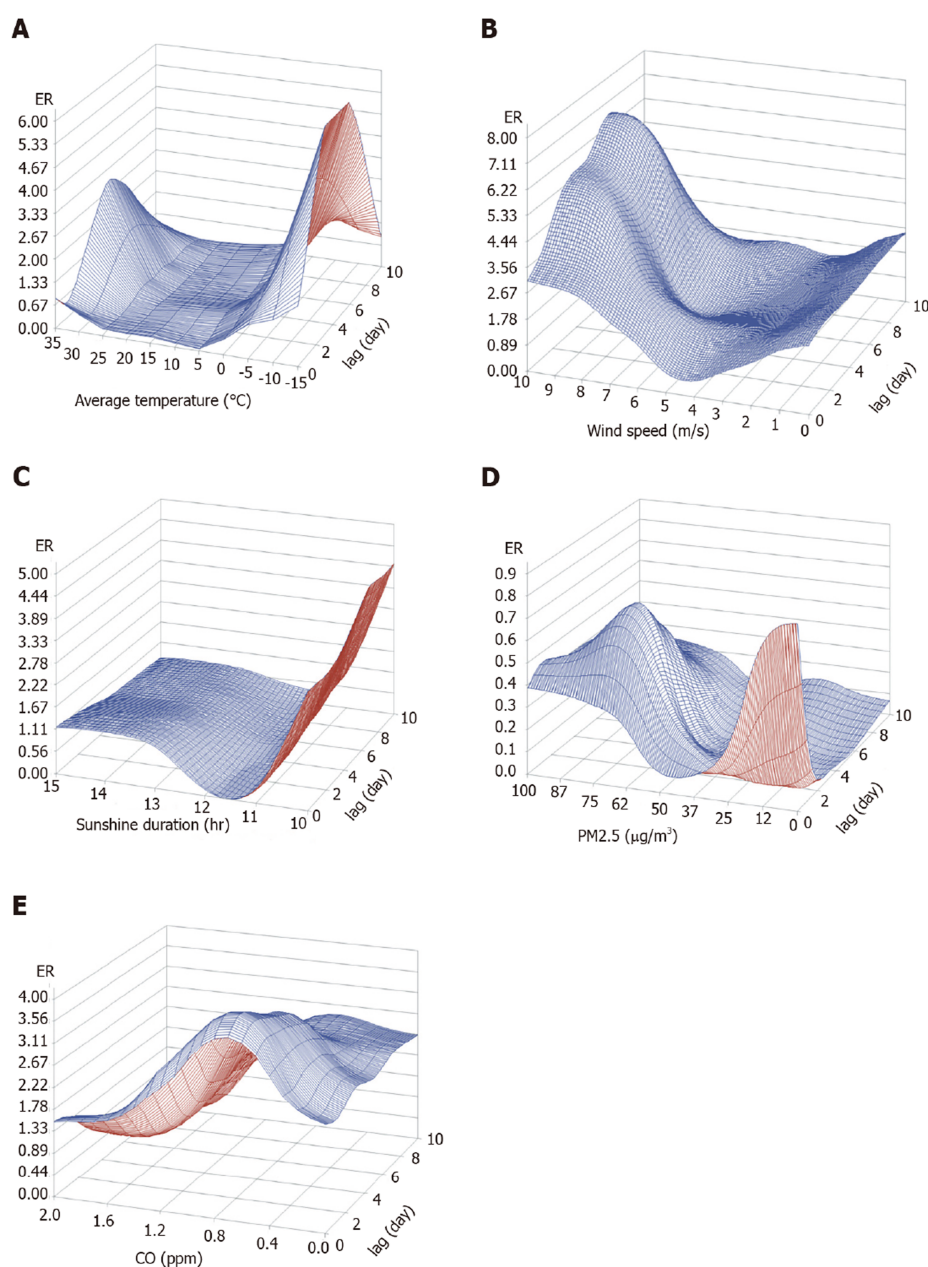 A
ER
6.00
5.33
4.67
4.00
3.33
2.67
2.00
1.33
0.67
0.00
35 30 25 20 15 10 5 0 -5 -10 -15
0 2 4 6 8 10
lag (day)
Average temperature (°C)
B
ER
8.00
7.11
6.22
5.33
4.44
3.56
2.67
1.78
0.89
0.00
10 9 8 7 6 5 4 3 2 1 0
0 2 4 6 8 10
lag (day)
Wind speed (m/s)
C
ER
5.00
4.44
3.89
3.33
2.78
2.22
1.67
1.11
0.56
0.00
15 14 13 12 11 10
0 2 4 6 8 10
lag (day)
Sunshine duration (hr)
D
ER
0.9
0.8
0.7
0.6
0.5
0.4
0.3
0.2
0.1
0.0
100 87 75 62 50 37 25 12 0
0 2 4 6 8 10
lag (day)
PM2.5 (µg/m³)
E
ER
4.00
3.56
3.11
2.67
2.22
1.78
1.33
0.89
0.44
0.00
2.0 1.6 1.2 0.8 0.4 0.0
0 2 4 6 8 10
lag (day)
CO (ppm)